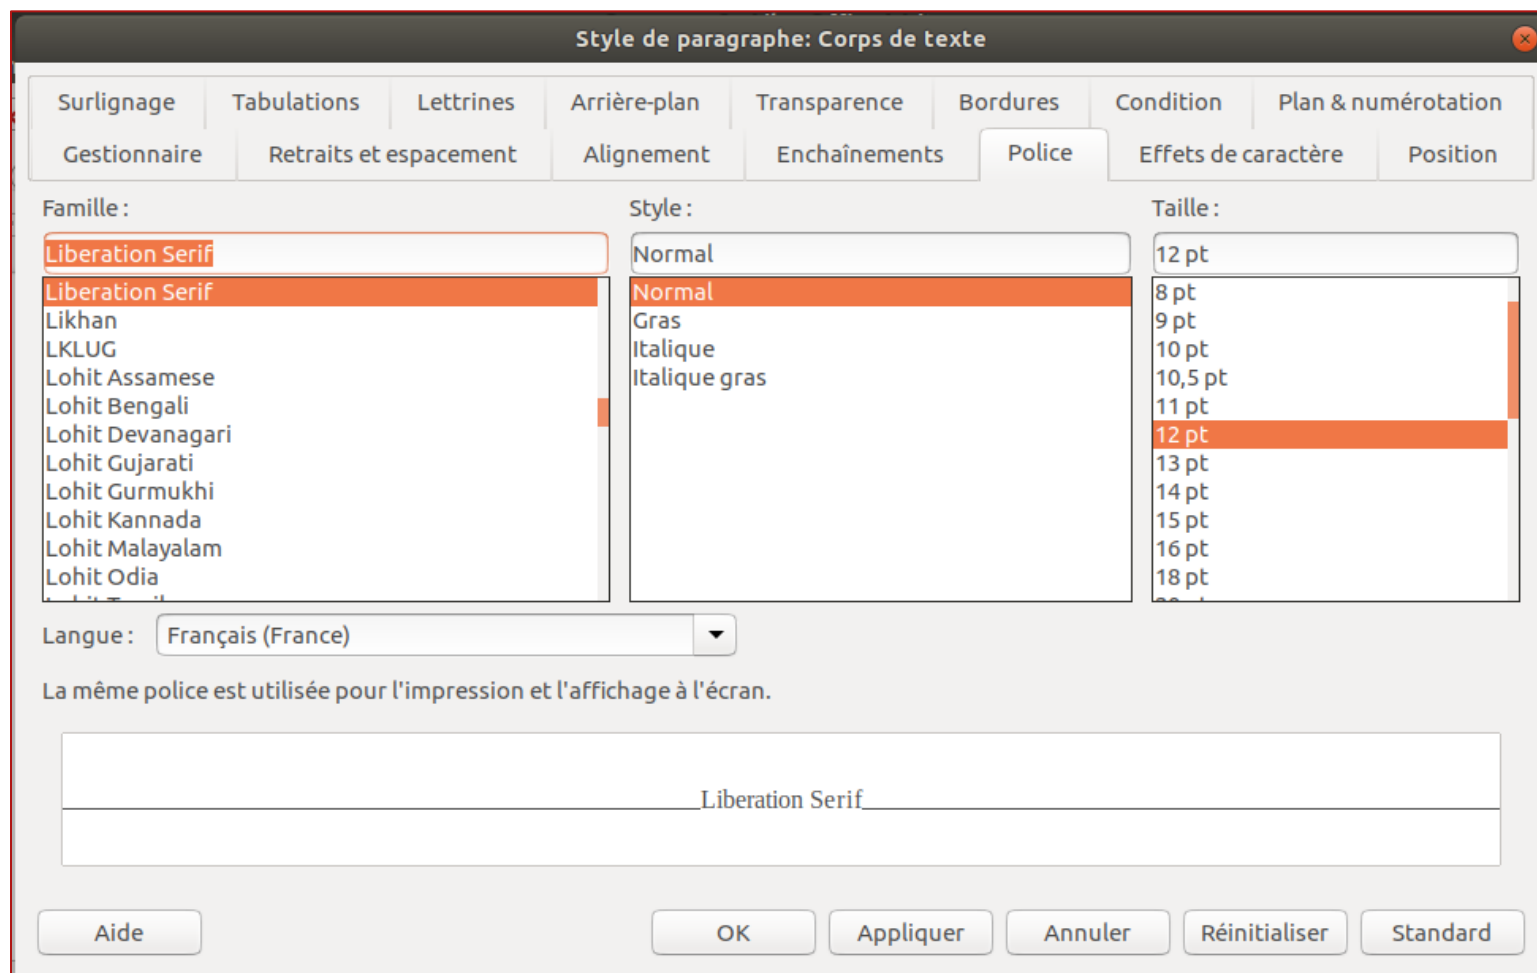 Style de paragraphe: Corps de texte
Surlignage Tabulations Lettrines Arrière-plan Transparence Bordures Condition Plan & numérotation
Gestionnaire Retraits et espacement Alignement Enchaînements Police Effets de caractère Position
Famille : Style : Taille :
Liberation Serif Normal 12 pt
Liberation Serif Normal 8 pt
Likhan Gras 9 pt
LKLUG Italique 10 pt
Lohit Assamese Italique gras 10,5 pt
Lohit Bengali 11 pt
Lohit Devanagari 12 pt
Lohit Gujarati 13 pt
Lohit Gurmukhi 14 pt
Lohit Kannada 15 pt
Lohit Malayalam 16 pt
Lohit Odia 18 pt
Langue : Français (France)
La même police est utilisée pour l'impression et l'affichage à l'écran.
Liberation Serif
Aide OK Appliquer Annuler Réinitialiser Standard